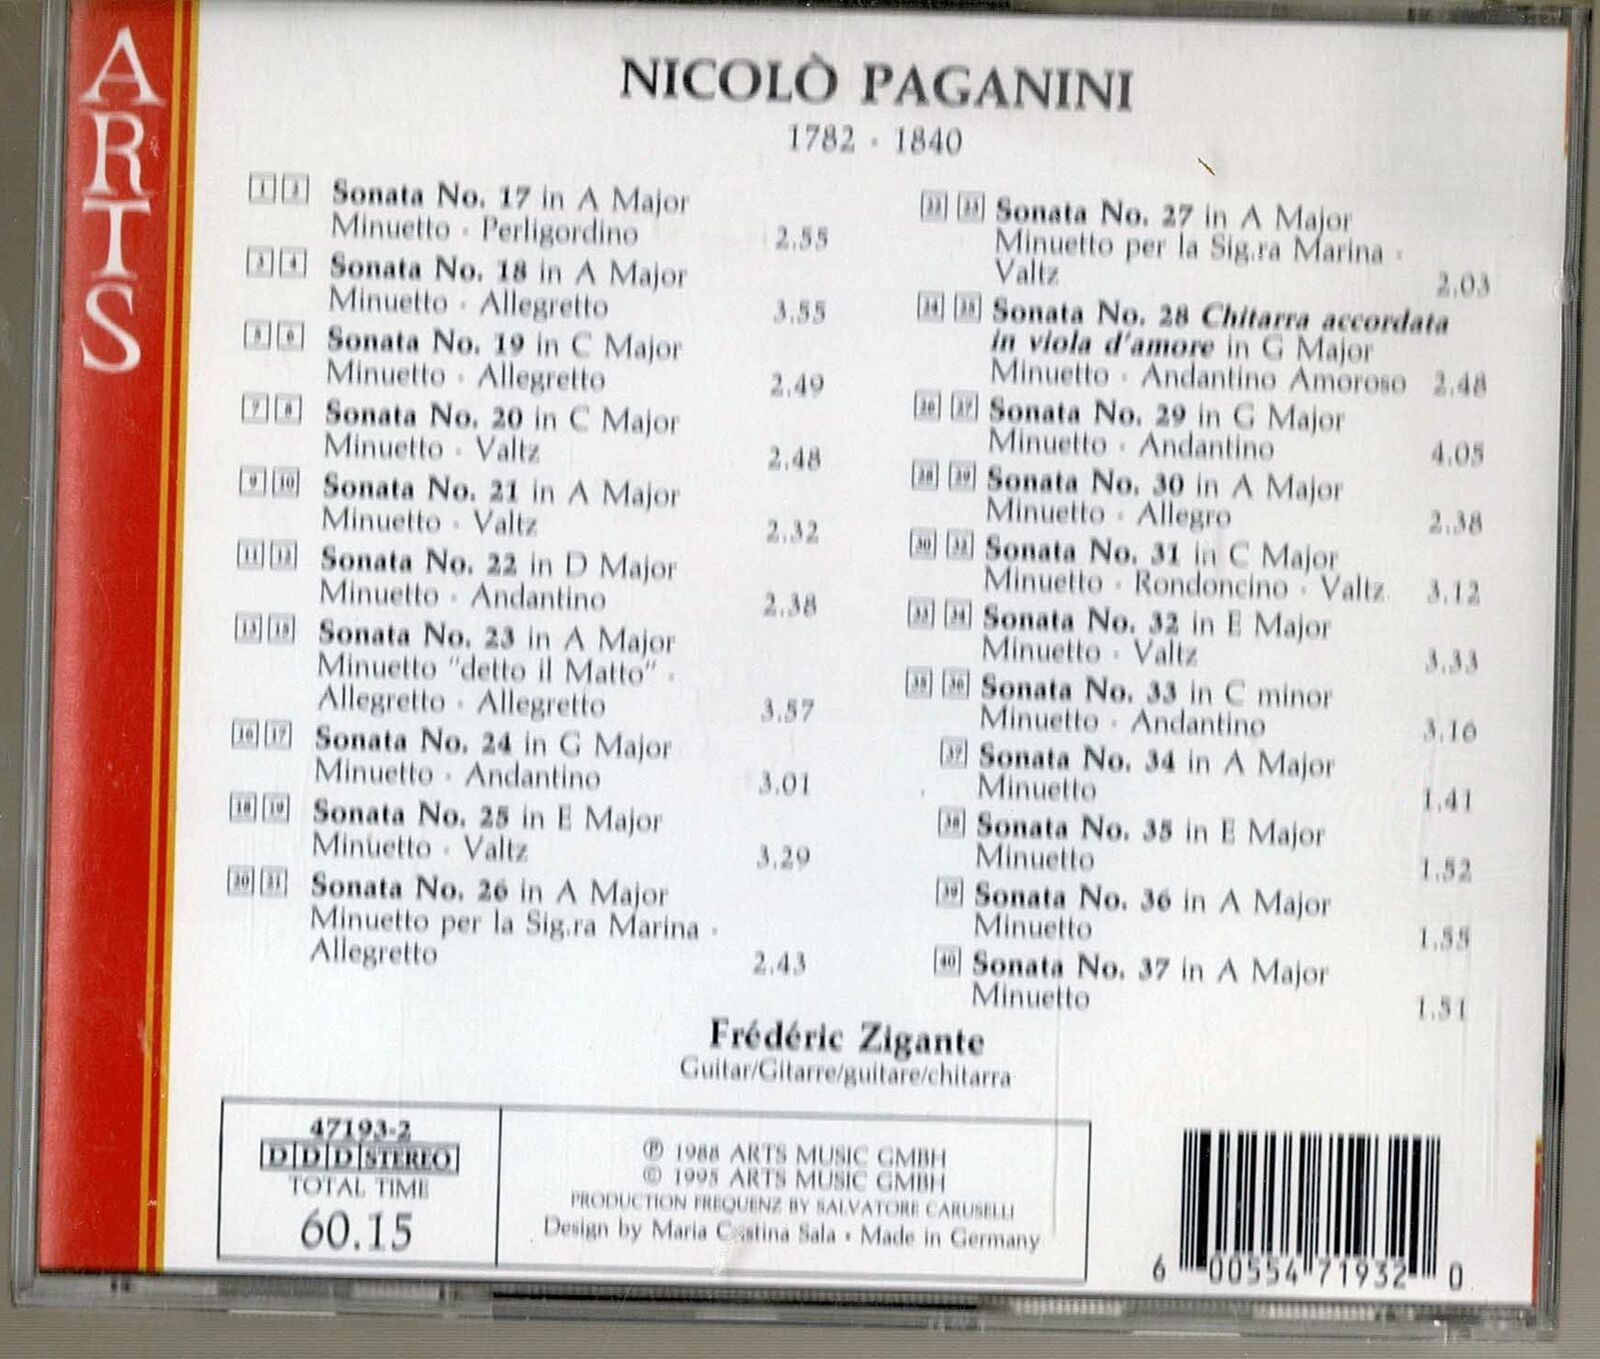 ARTS
NICOLÒ PAGANINI
1782 · 1840
1 2 Sonata No. 17 in A Major
Minuetto · Perligordino 2.55
3 4 Sonata No. 18 in A Major
Minuetto · Allegretto 3.55
5 6 Sonata No. 19 in C Major
Minuetto · Allegretto 2.49
7 8 Sonata No. 20 in C Major
Minuetto · Valtz 2.48
9 10 Sonata No. 21 in A Major
Minuetto · Valtz 2.32
11 12 Sonata No. 22 in D Major
Minuetto · Andantino 2.38
13 15 Sonata No. 23 in A Major
Minuetto "detto il Matto" ·
Allegretto · Allegretto 3.57
16 17 Sonata No. 24 in G Major
Minuetto · Andantino 3.01
18 19 Sonata No. 25 in E Major
Minuetto · Valtz 3.29
20 21 Sonata No. 26 in A Major
Minuetto per la Sig.ra Marina ·
Allegretto 2.43
22 23 Sonata No. 27 in A Major
Minuetto per la Sig.ra Marina ·
Valtz 2.03
24 25 Sonata No. 28 Chitarra accordata
in viola d'amore in G Major
Minuetto · Andantino Amoroso 2.48
26 27 Sonata No. 29 in G Major
Minuetto · Andantino 4.05
28 29 Sonata No. 30 in A Major
Minuetto · Allegro 2.38
30 32 Sonata No. 31 in C Major
Minuetto · Rondoncino · Valtz 3.12
33 34 Sonata No. 32 in E Major
Minuetto · Valtz 3.33
35 36 Sonata No. 33 in C minor
Minuetto · Andantino 3.16
37 Sonata No. 34 in A Major
Minuetto 1.41
38 Sonata No. 35 in E Major
Minuetto 1.52
39 Sonata No. 36 in A Major
Minuetto 1.55
40 Sonata No. 37 in A Major
Minuetto 1.51
Frédéric Zigante
Guitar/Gitarre/guitare/chitarra
47193-2
DDD STEREO
TOTAL TIME
60.15
℗ 1988 ARTS MUSIC GMBH
© 1995 ARTS MUSIC GMBH
PRODUCTION FREQUENZ BY SALVATORE CARUSELLI
Design by Maria Cristina Sala · Made in Germany
6 00554 71932 0